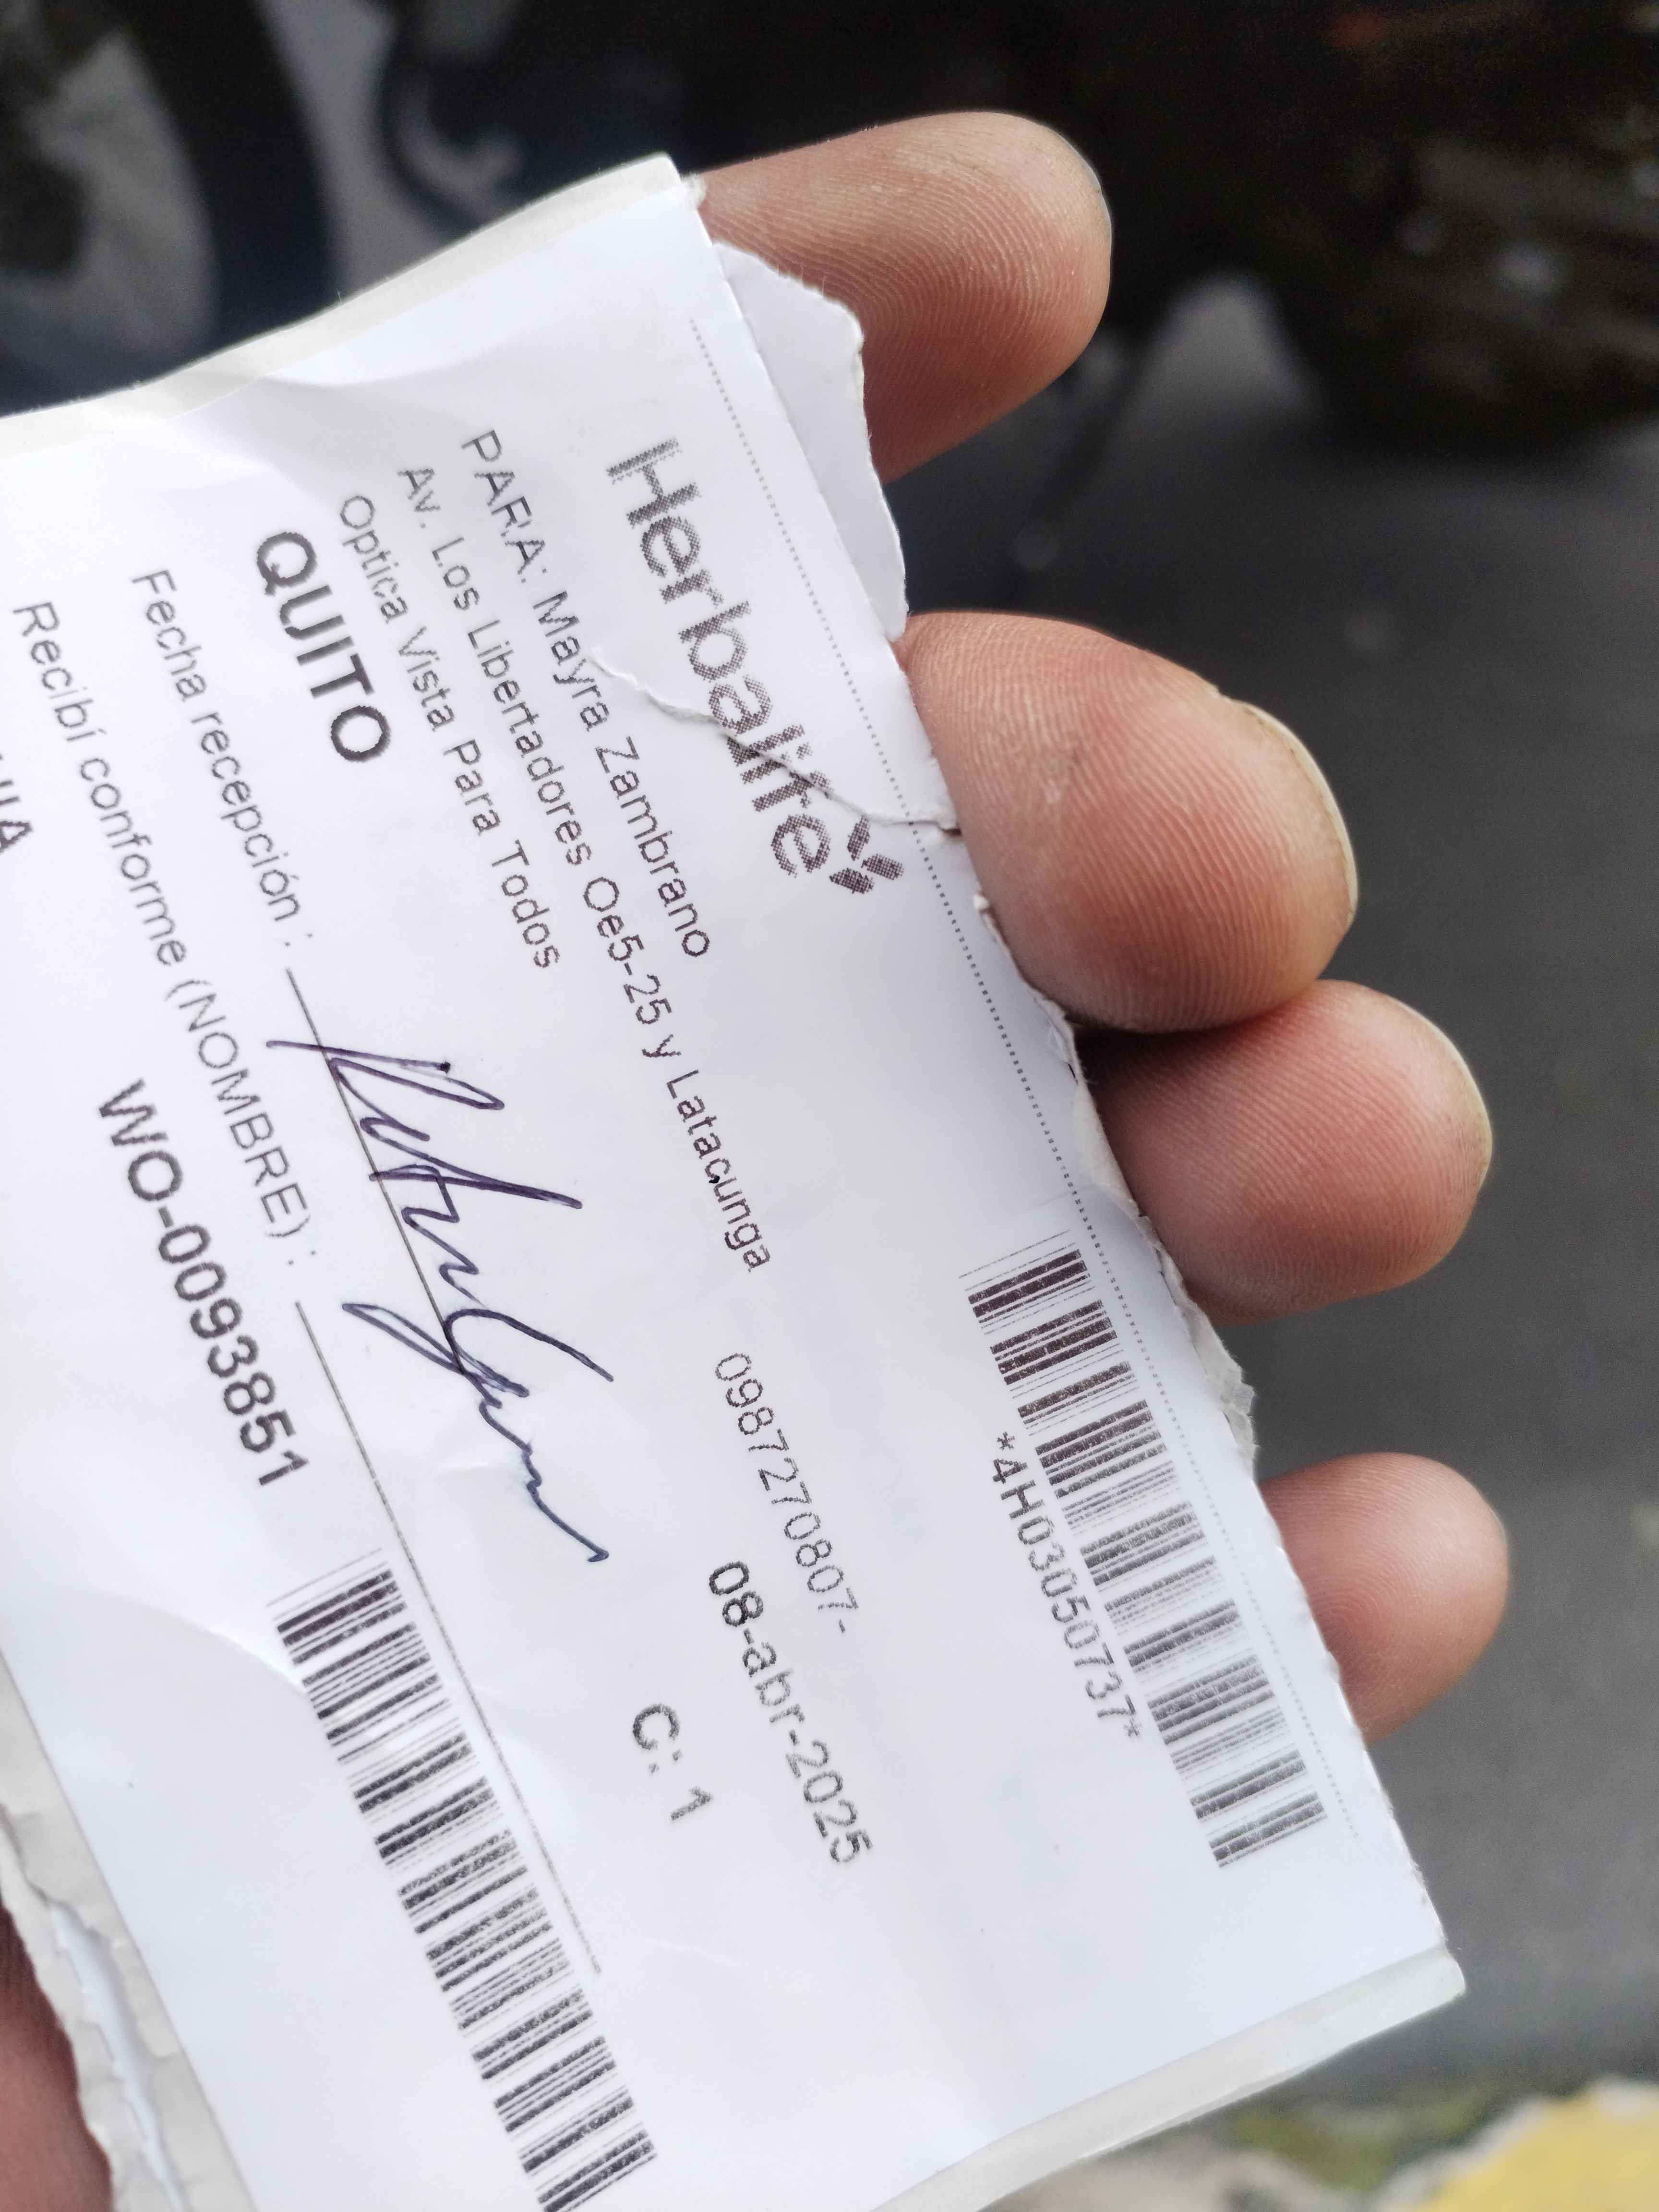 Herbalife
*4H03050737*
PARA: Mayra Zambrano
0987270807-
Av. Los Libertadores Oe5-25 y Latacunga
08-abr-2025
Optica Vista Para Todos
QUITO
C: 1
Fecha recepción :
Recibí conforme (NOMBRE) :
WO-0093851